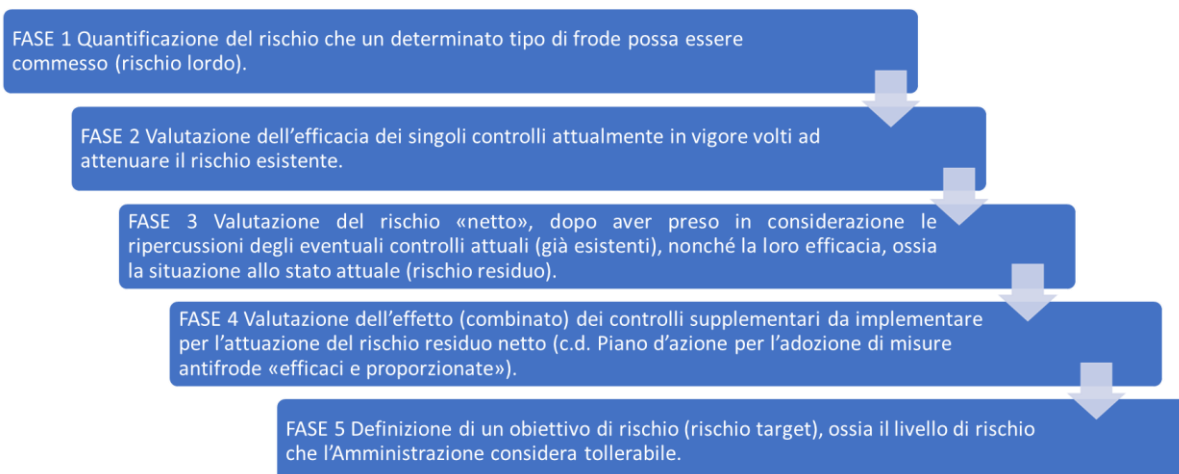 FASE 1 Quantificazione del rischio che un determinato tipo di frode possa essere
commesso (rischio lordo).
FASE 2 Valutazione dell’efficacia dei singoli controlli attualmente in vigore volti ad
attenuare il rischio esistente.
FASE 3 Valutazione del rischio «netto», dopo aver preso in considerazione le
ripercussioni degli eventuali controlli attuali (già esistenti), nonché la loro efficacia, ossia
la situazione allo stato attuale (rischio residuo).
FASE 4 Valutazione dell’effetto (combinato) dei controlli supplementari da implementare
per l’attuazione del rischio residuo netto (c.d. Piano d’azione per l’adozione di misure
antifrode «efficaci e proporzionate»).
FASE 5 Definizione di un obiettivo di rischio (rischio target), ossia il livello di rischio
che l’Amministrazione considera tollerabile.